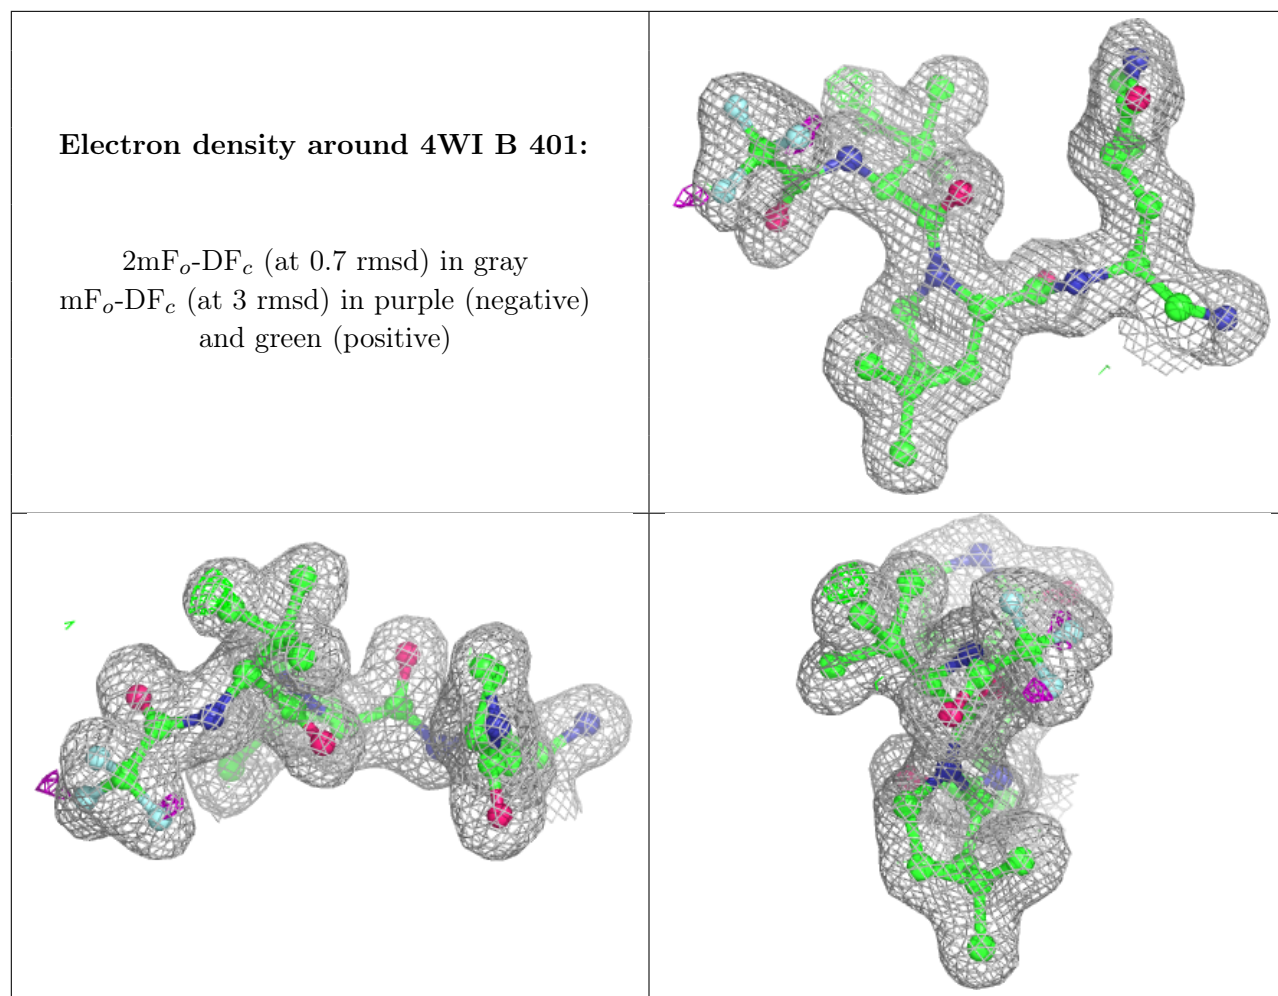 Electron density around 4WI B 401:
2mFo-DFc (at 0.7 rmsd) in gray
mFo-DFc (at 3 rmsd) in purple (negative)
and green (positive)